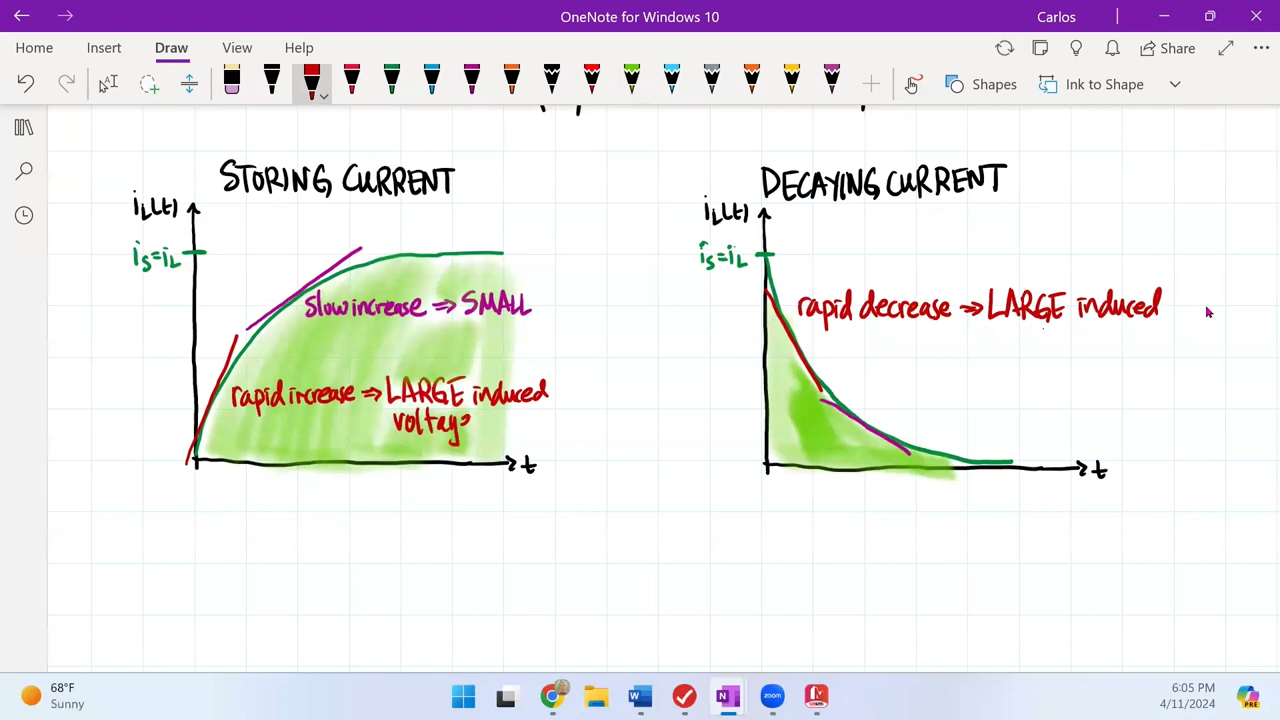 OneNote for Windows 10
Carlos
Home
Insert
Draw
View
Help
Share
Shapes
Ink to Shape
STORING CURRENT
iL(t)
is=iL
slow increase ⇒ SMALL
rapid increase ⇒ LARGE induced
voltage
t
DECAYING CURRENT
iL(t)
is=iL
rapid decrease ⇒ LARGE induced
t
68°F
Sunny
W
N
zoom
6:05 PM
4/11/2024
PRE